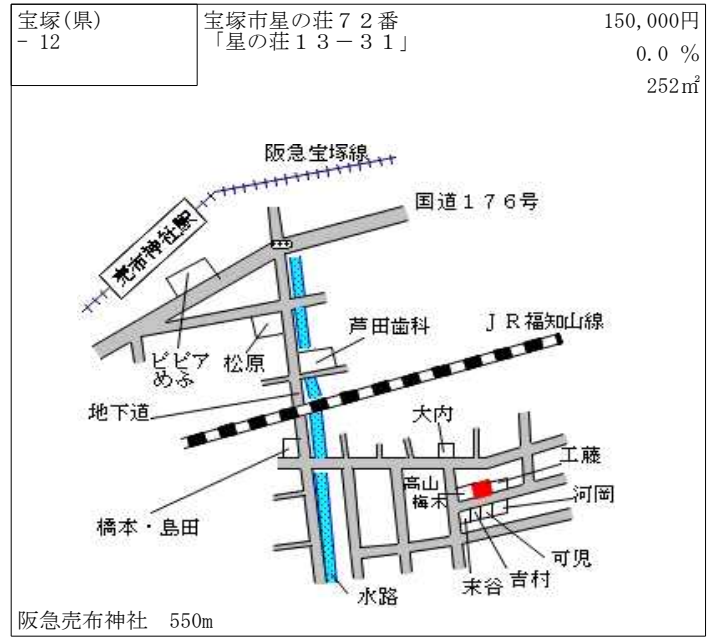 宝塚(県)
- 12
宝塚市星の荘７２番
「星の荘１３－３１」
150,000円
0.0 %
252㎡
阪急宝塚線
国道１７６号
売布神社駅
ビビア
めふ
松原
芦田歯科
ＪＲ福知山線
地下道
大内
工藤
高山
梅木
河岡
橋本・島田
可児
吉村
末谷
水路
阪急売布神社　550m